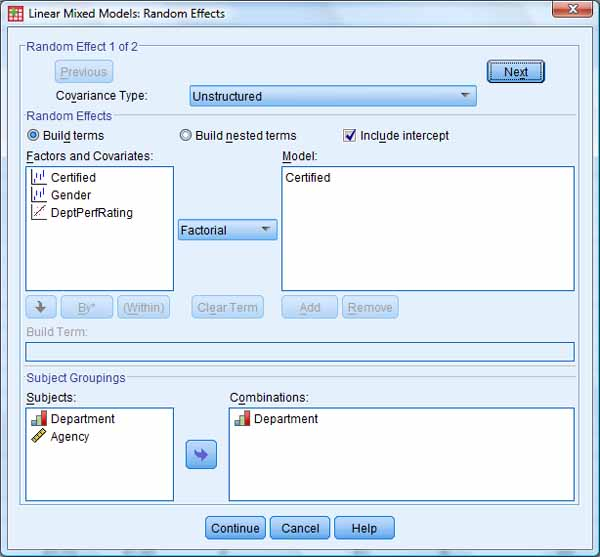 Linear Mixed Models: Random Effects
Random Effect 1 of 2
Previous
Next
Covariance Type:
Unstructured
Random Effects
Build terms
Build nested terms
Include intercept
Factors and Covariates:
Model:
Certified
Gender
DeptPerfRating
Factorial
Certified
By*
(Within)
Clear Term
Add
Remove
Build Term:
Subject Groupings
Subjects:
Combinations:
Department
Agency
Department
Continue
Cancel
Help